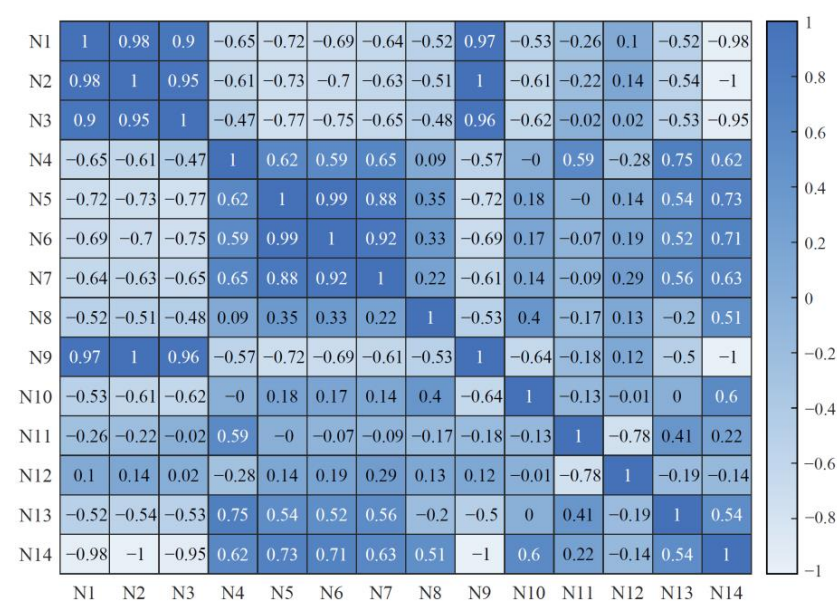 N1 1 0.98 0.9 −0.65 −0.72 −0.69 −0.64 −0.52 0.97 −0.53 −0.26 0.1 −0.52 −0.98
N2 0.98 1 0.95 −0.61 −0.73 −0.7 −0.63 −0.51 1 −0.61 −0.22 0.14 −0.54 −1
N3 0.9 0.95 1 −0.47 −0.77 −0.75 −0.65 −0.48 0.96 −0.62 −0.02 0.02 −0.53 −0.95
N4 −0.65 −0.61 −0.47 1 0.62 0.59 0.65 0.09 −0.57 −0 0.59 −0.28 0.75 0.62
N5 −0.72 −0.73 −0.77 0.62 1 0.99 0.88 0.35 −0.72 0.18 −0 0.14 0.54 0.73
N6 −0.69 −0.7 −0.75 0.59 0.99 1 0.92 0.33 −0.69 0.17 −0.07 0.19 0.52 0.71
N7 −0.64 −0.63 −0.65 0.65 0.88 0.92 1 0.22 −0.61 0.14 −0.09 0.29 0.56 0.63
N8 −0.52 −0.51 −0.48 0.09 0.35 0.33 0.22 1 −0.53 0.4 −0.17 0.13 −0.2 0.51
N9 0.97 1 0.96 −0.57 −0.72 −0.69 −0.61 −0.53 1 −0.64 −0.18 0.12 −0.5 −1
N10 −0.53 −0.61 −0.62 −0 0.18 0.17 0.14 0.4 −0.64 1 −0.13 −0.01 0 0.6
N11 −0.26 −0.22 −0.02 0.59 −0 −0.07 −0.09 −0.17 −0.18 −0.13 1 −0.78 0.41 0.22
N12 0.1 0.14 0.02 −0.28 0.14 0.19 0.29 0.13 0.12 −0.01 −0.78 1 −0.19 −0.14
N13 −0.52 −0.54 −0.53 0.75 0.54 0.52 0.56 −0.2 −0.5 0 0.41 −0.19 1 0.54
N14 −0.98 −1 −0.95 0.62 0.73 0.71 0.63 0.51 −1 0.6 0.22 −0.14 0.54 1
N1 N2 N3 N4 N5 N6 N7 N8 N9 N10 N11 N12 N13 N14
1
0.8
0.6
0.4
0.2
0
−0.2
−0.4
−0.6
−0.8
−1